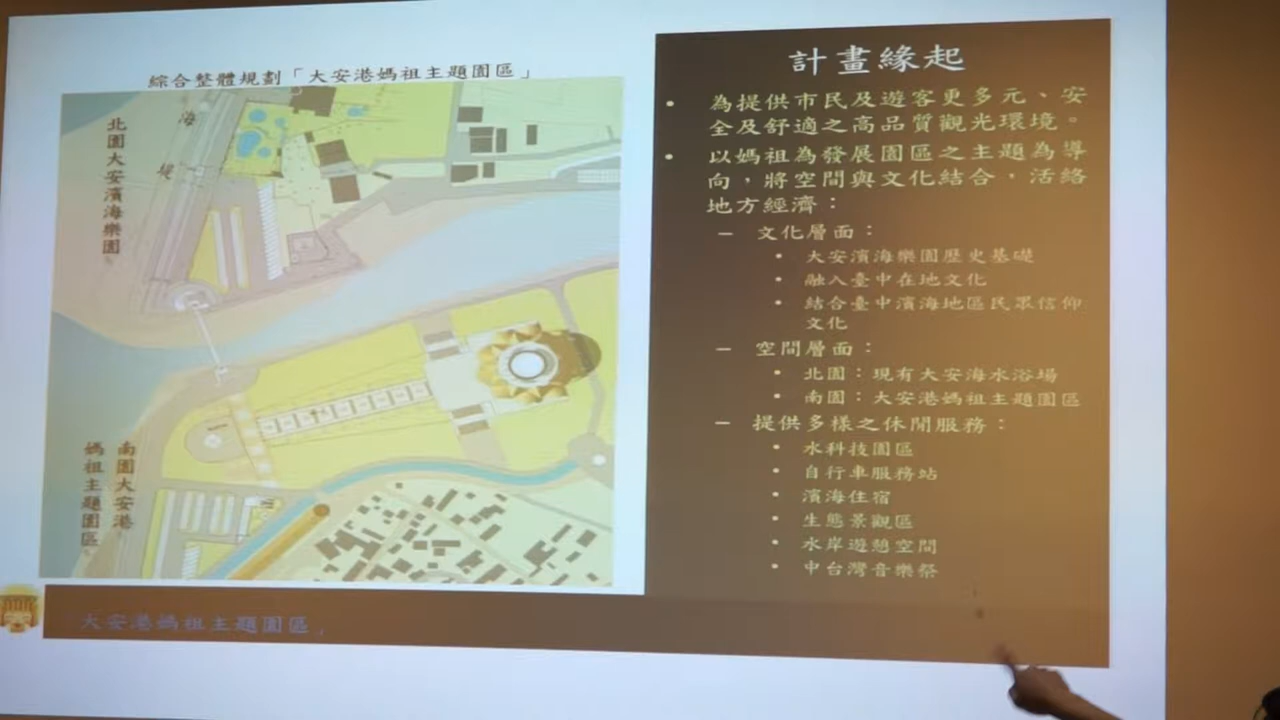 綜合整體規劃「大安港媽祖主題園區」
北園大安濱海樂園
海
堤
南園大安港
媽祖主題園區
計畫緣起
• 為提供市民及遊客更多元、安
全及舒適之高品質觀光環境。
• 以媽祖為發展園區之主題為導
向,將空間與文化結合,活絡
地方經濟:
– 文化層面:
• 大安濱海樂園歷史基礎
• 融入臺中在地文化
• 結合臺中濱海地區民眾信仰
文化
– 空間層面:
• 北園:現有大安海水浴場
• 南園:大安港媽祖主題園區
– 提供多樣之休閒服務:
• 水科技園區
• 自行車服務站
• 濱海住宿
• 生態景觀區
• 水岸遊憩空間
• 中台灣音樂祭
大安港媽祖主題園區」